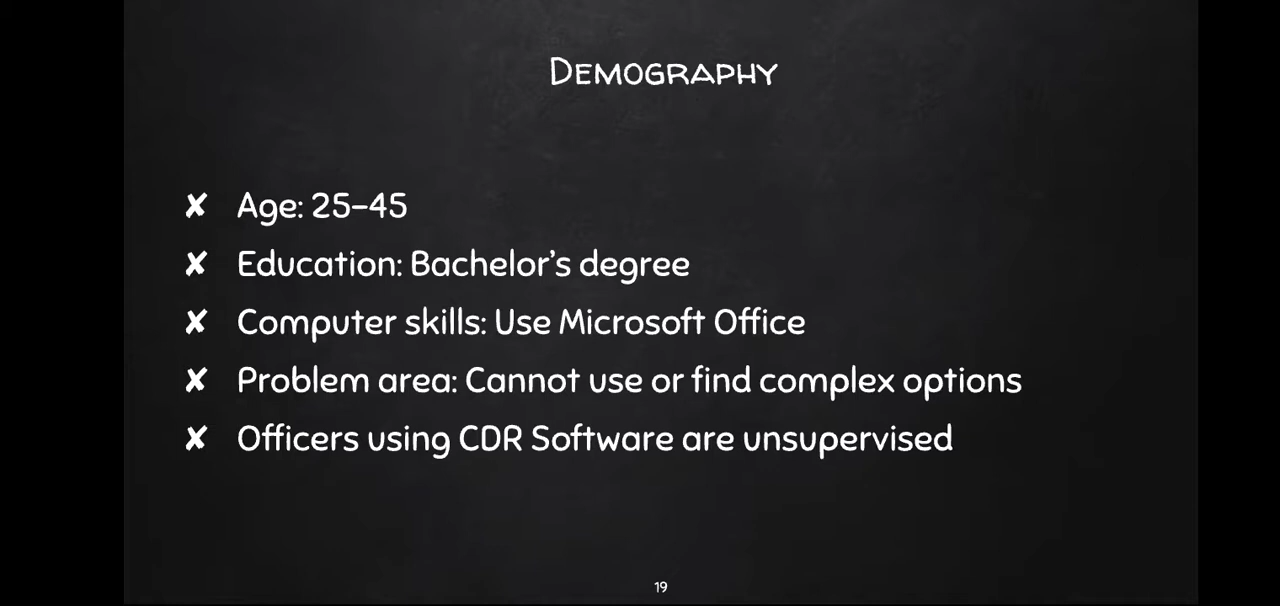 DEMOGRAPHY
✘ Age: 25–45
✘ Education: Bachelor’s degree
✘ Computer skills: Use Microsoft Office
✘ Problem area: Cannot use or find complex options
✘ Officers using CDR Software are unsupervised
19